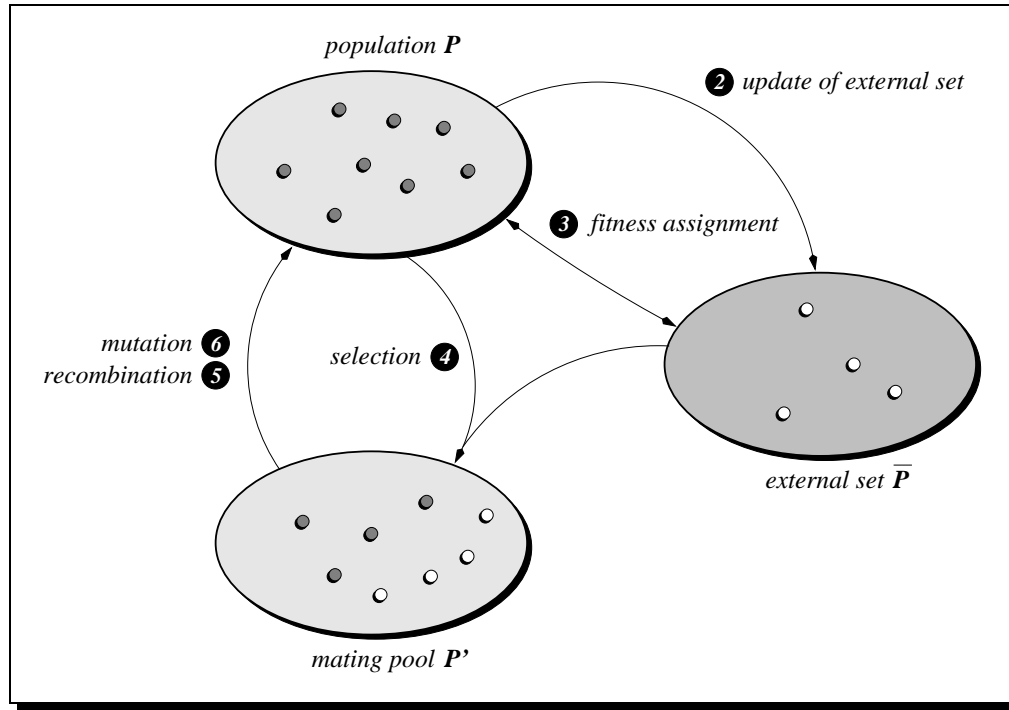 population P
2 update of external set
3 fitness assignment
mutation 6
recombination 5
selection 4
external set P̅
mating pool P’